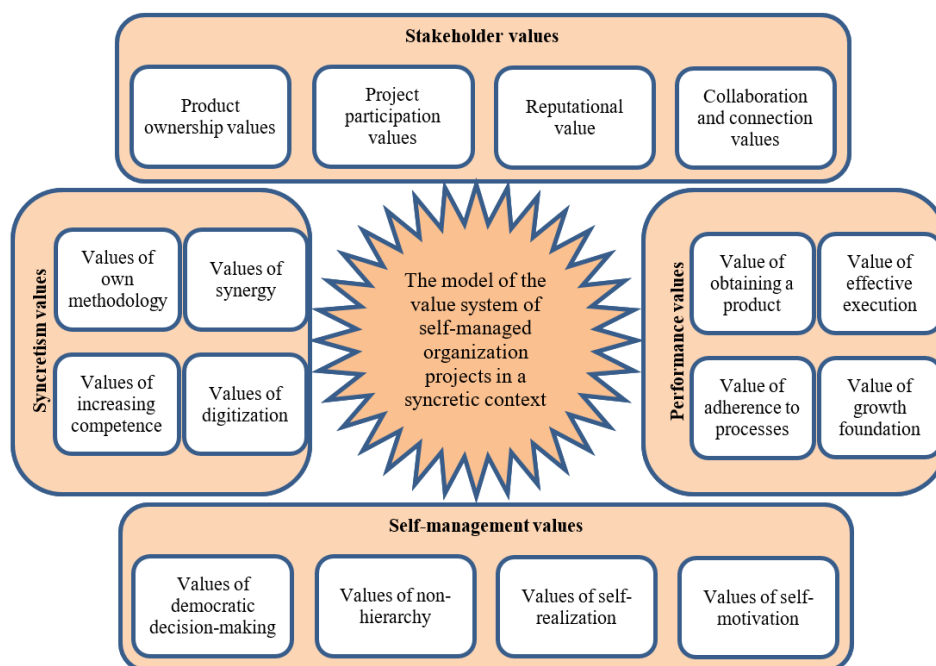 Stakeholder values
Product
ownership values
Project
participation
values
Reputational
value
Collaboration
and connection
values
Syncretism values
Values of
own
methodology
Values of
synergy
Values of
increasing
competence
Values of
digitization
The model of the
value system of
self-managed
organization
projects in a
syncretic context
Performance values
Value of
obtaining a
product
Value of
effective
execution
Value of
adherence to
processes
Value of
growth
foundation
Self-management values
Values of
democratic
decision-making
Values of non-
hierarchy
Values of self-
realization
Values of self-
motivation